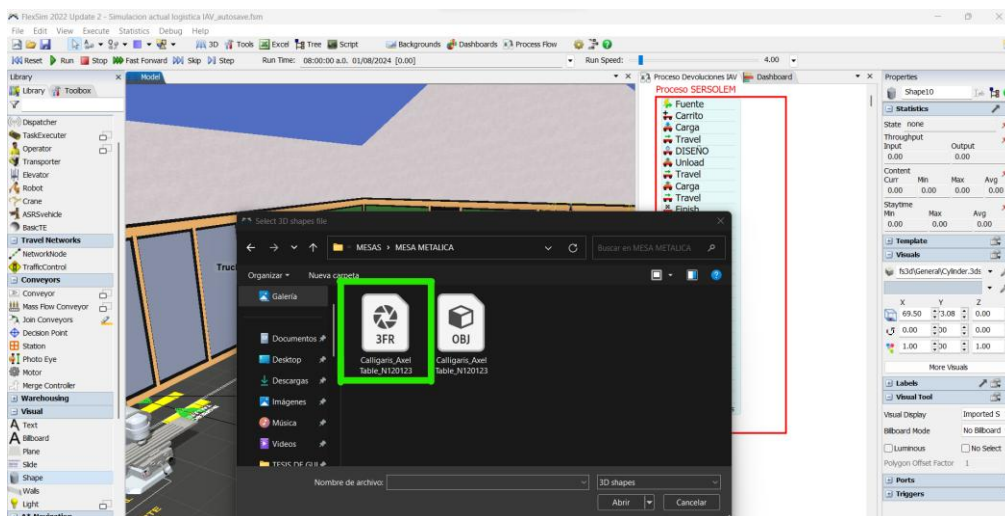 FlexSim 2022 Update 2 - Simulacion actual logistica IAV_autosave.fsm
File Edit View Execute Statistics Debug Help
3D Tools Excel Tree Script Backgrounds Dashboards Process Flow
Reset Run Stop Fast Forward Skip Step Run Time: 08:00:00 a.0. 01/08/2024 [0.00] Run Speed: 4.00
Library
Library Toolbox
Dispatcher
TaskExecuter
Operator
Transporter
Elevator
Robot
Crane
ASRSvehicle
BasicTE
Travel Networks
NetworkNode
TrafficControl
Conveyors
Conveyor
Mass Flow Conveyor
Join Conveyors
Decision Point
Station
Photo Eye
Motor
Merge Controller
Warehousing
Visual
Text
Billboard
Plane
Slide
Shape
Walls
Light
Model
Truck
Proceso Devoluciones IAV Dashboard
Proceso SERSOLEM
Fuente
Carrito
Carga
Travel
DISEÑO
Unload
Travel
Carga
Travel
Finish
Select 3D shapes file
MESAS > MESA METALICA
Buscar en MESA METALICA
Organizar Nueva carpeta
Galería
Documentos
Desktop
Descargas
Imágenes
Música
Videos
3FR
Calligaris_Axel
Table_N120123
OBJ
Calligaris_Axel
Table_N120123
Nombre de archivo:
3D shapes
Abrir Cancelar
Properties
Shape10
Statistics
State none
Throughput
Input Output
0.00 0.00
Content
Curr Min Max Avg
0.00 0.00 0.00 0.00
Staytime
Min Max Avg
0.00 0.00 0.00
Template
Visuals
fs3d\General\Cylinder.3ds
X Y Z
69.50 3.08 0.00
0.00 00 0.00
1.00 00 1.00
More Visuals
Labels
Visual Tool
Visual Display Imported S
Billboard Mode No Billboard
Luminous No Select
Polygon Offset Factor 1
Ports
Triggers